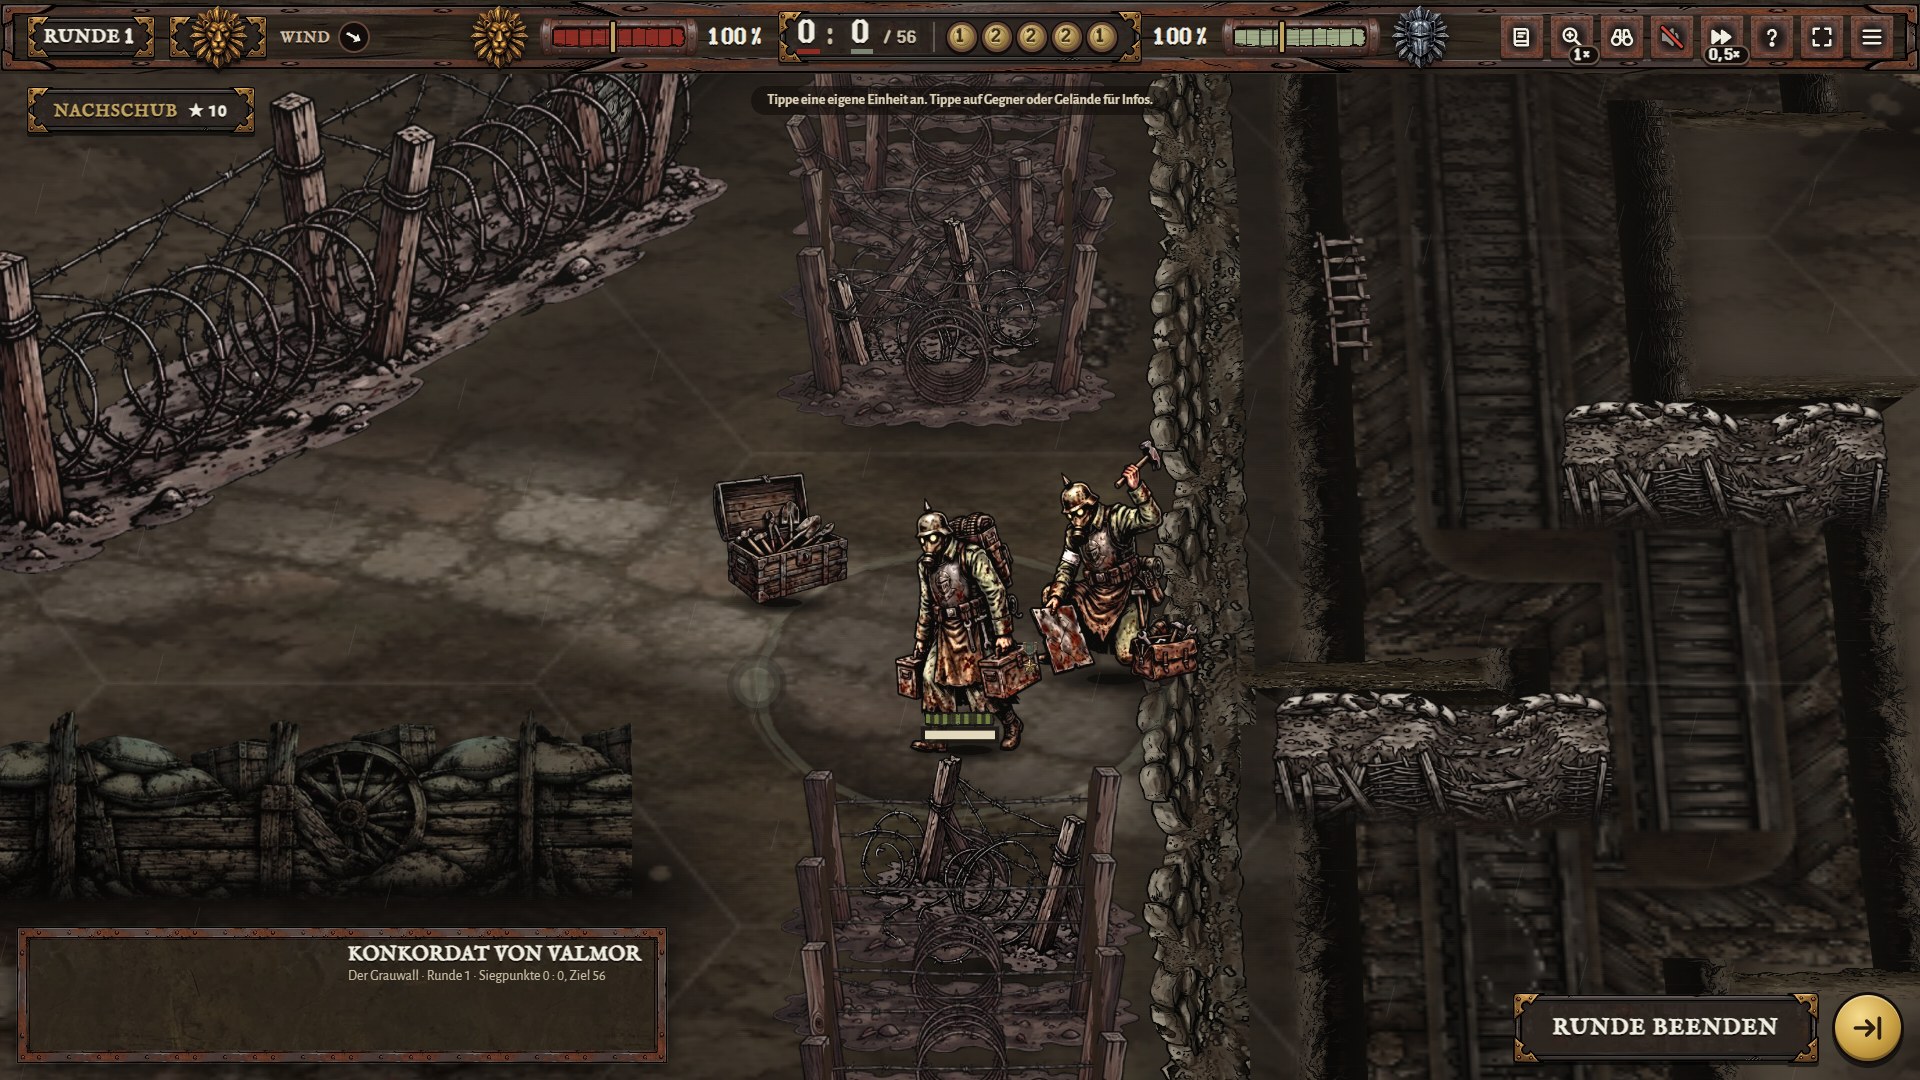 RUNDE 1
WIND
100%
0 : 0 / 56
1 2 2 2 1
100%
1×
0,5×
?
NACHSCHUB ★ 10
Tippe eine eigene Einheit an. Tippe auf Gegner oder Gelände für Infos.
KONKORDAT VON VALMOR
Der Grauwall · Runde 1 · Siegpunkte 0 : 0, Ziel 56
RUNDE BEENDEN